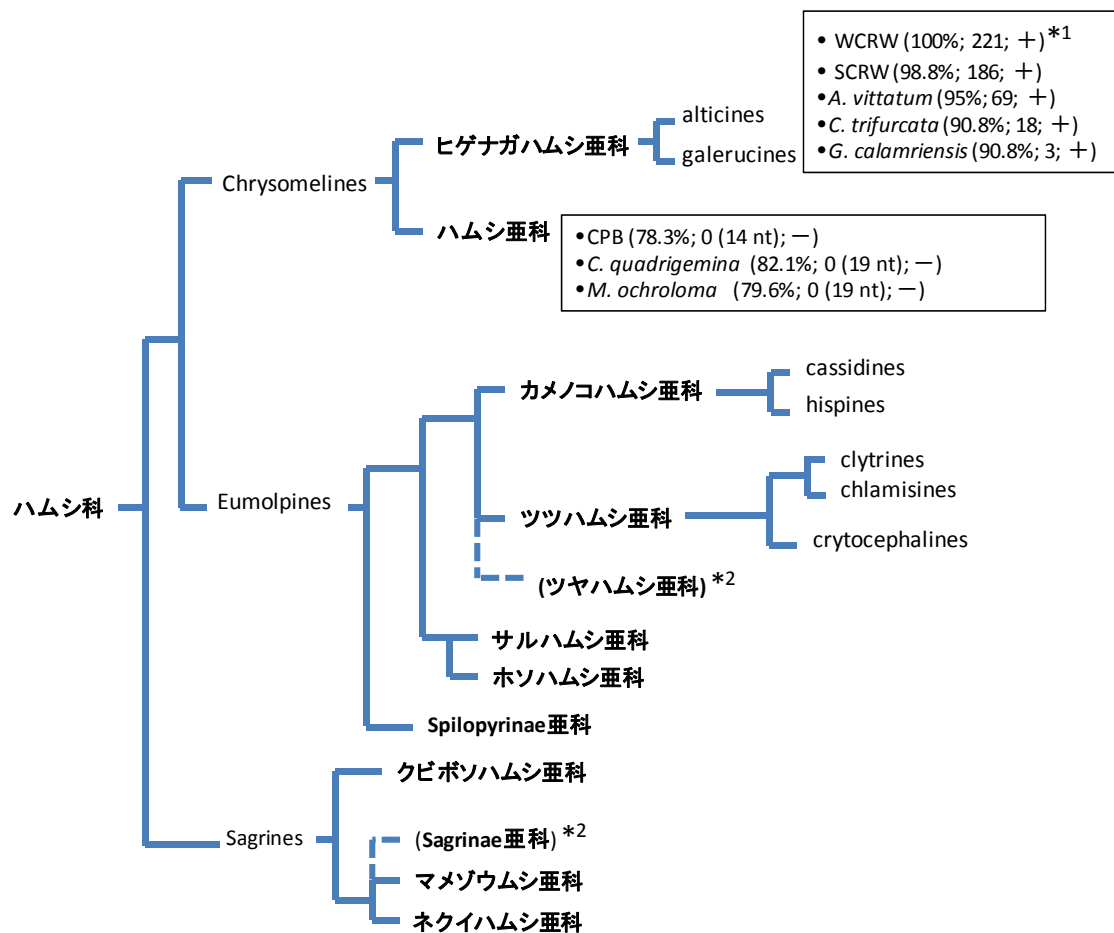 • WCRW (100%; 221; ＋)*1
• SCRW (98.8%; 186; ＋)
•A. vittatum (95%; 69; ＋)
•C. trifurcata (90.8%; 18; ＋)
•G. calamriensis (90.8%; 3; ＋)
alticines
ヒゲナガハムシ亜科
galerucines
Chrysomelines
ハムシ亜科
•CPB (78.3%; 0 (14 nt); －)
•C. quadrigemina (82.1%; 0 (19 nt); －)
•M. ochroloma (79.6%; 0 (19 nt); －)
カメノコハムシ亜科
cassidines
hispines
ハムシ科
Eumolpines
ツツハムシ亜科
clytrines
chlamisines
crytocephalines
(ツヤハムシ亜科) *2
サルハムシ亜科
ホソハムシ亜科
Spilopyrinae亜科
クビボソハムシ亜科
Sagrines
(Sagrinae亜科) *2
マメゾウムシ亜科
ネクイハムシ亜科